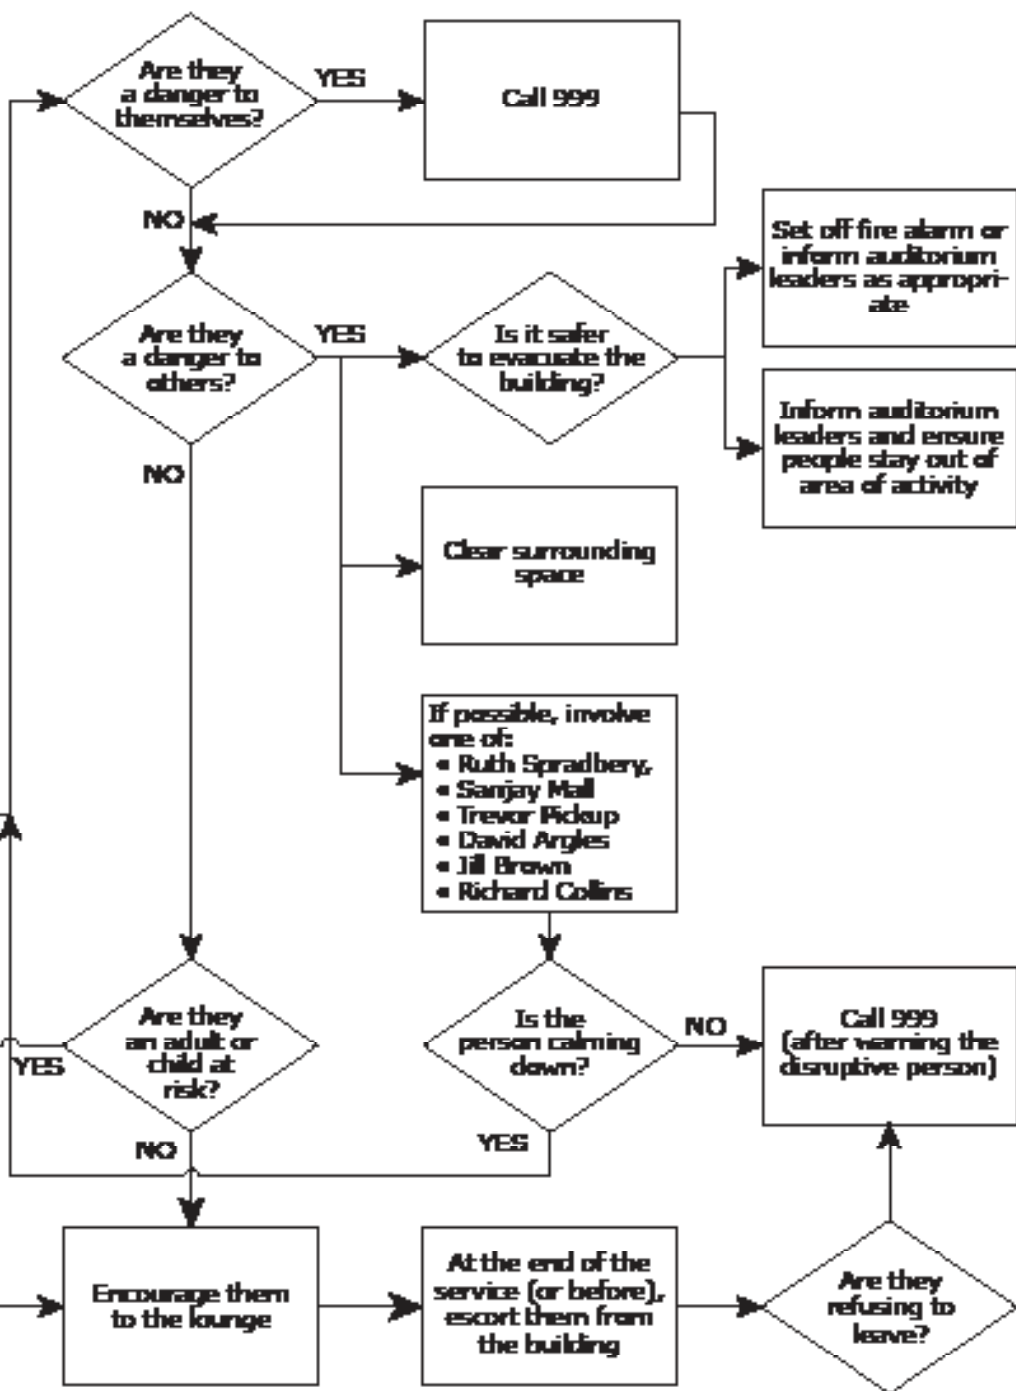 Are they
a danger to
themselves?
YES
Call 999
NO
Set off fire alarm or
inform auditorium
leaders as appropri-
ate
Are they
a danger to
others?
YES
Is it safer
to evacuate the
building?
Inform auditorium
leaders and ensure
people stay out of
area of activity
NO
Clear surrounding
space
If possible, involve
one of:
• Ruth Spradbery,
• Sanjay Mall
• Trevor Pickup
• David Argles
• Jill Brown
• Richard Collins
Are they
an adult or
child at
risk?
YES
Is the
person calming
down?
NO
Call 999
(after warning the
disruptive person)
NO
YES
Encourage them
to the lounge
At the end of the
service (or before),
escort them from
the building
Are they
refusing to
leave?